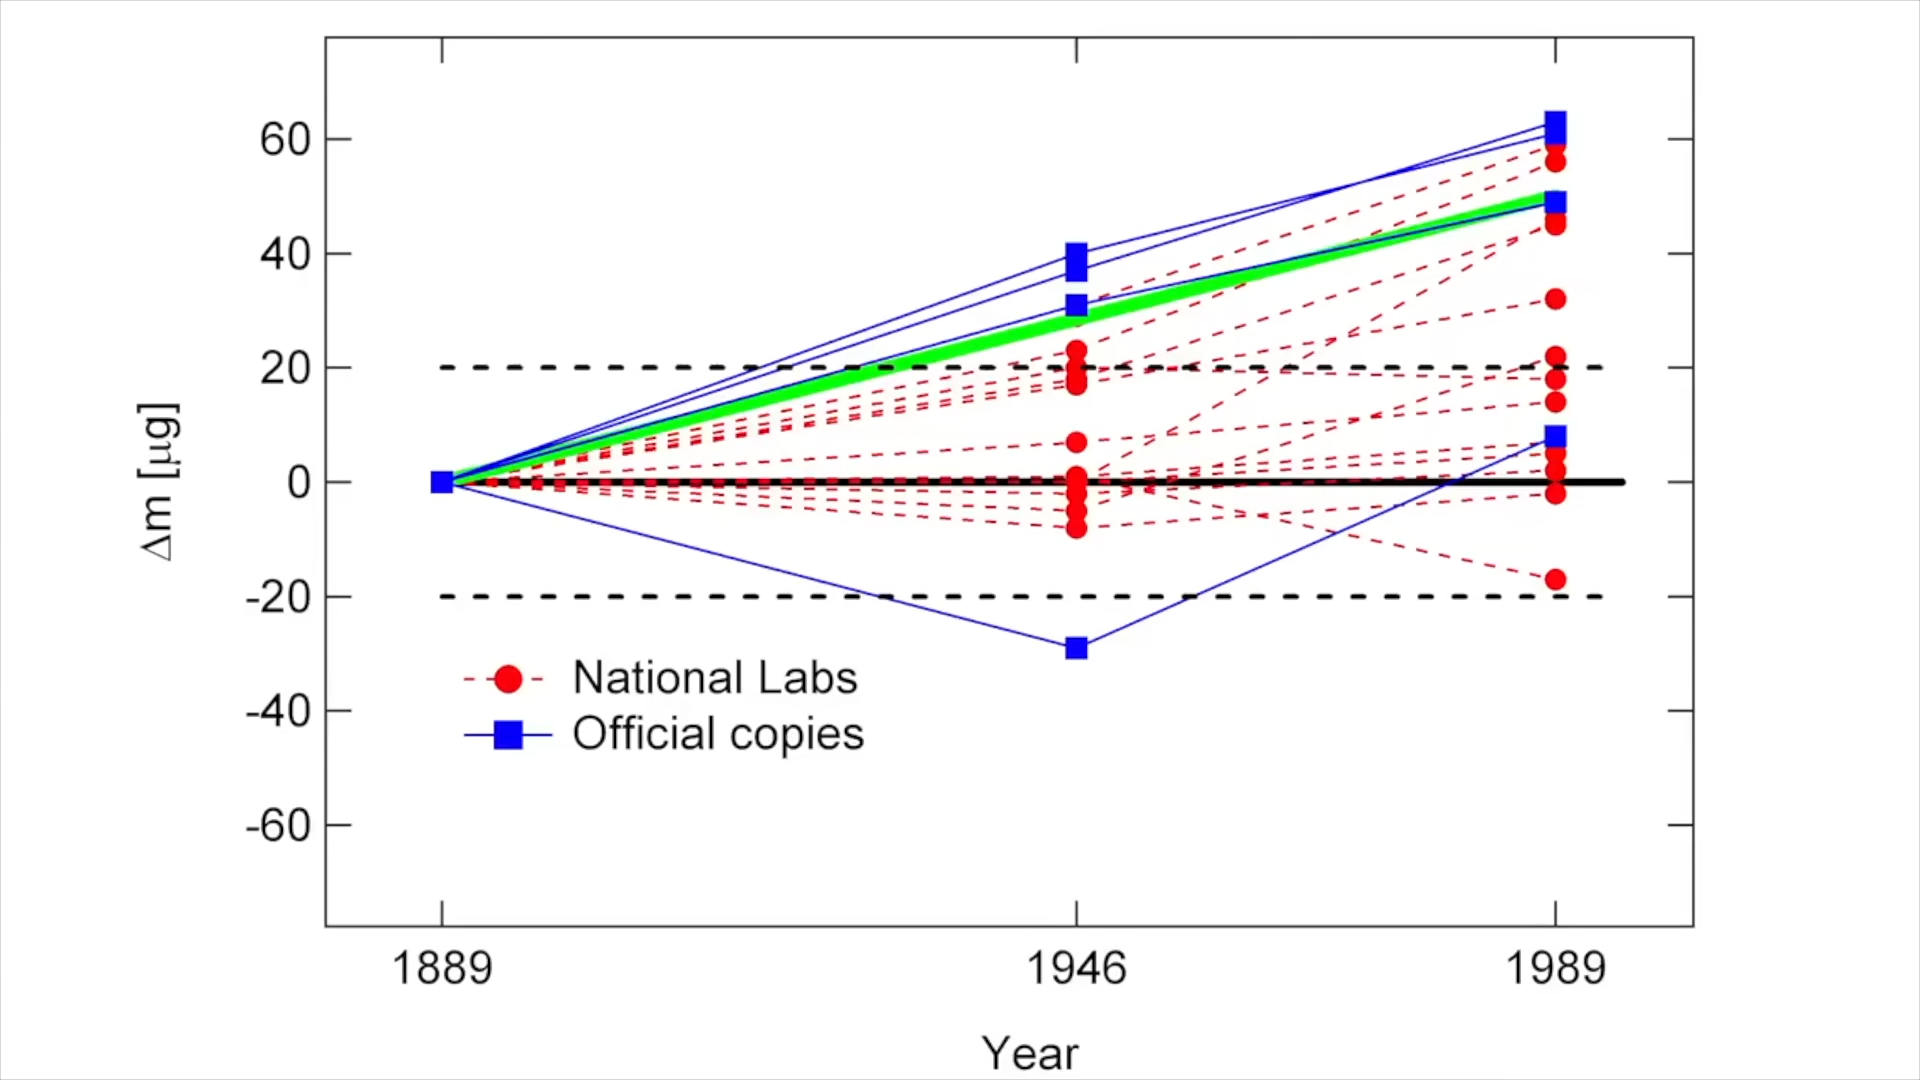 60
40
20
0
-20
-40
-60
Δm [µg]
National Labs
Official copies
1889 1946 1989
Year